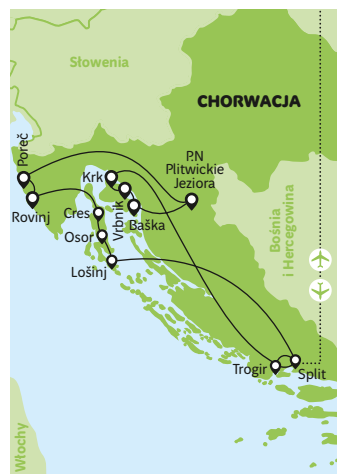 Słowenia
CHORWACJA
Poreč
P.N
Plitwickie
Jeziora
Krk
Vrbnik
Rovinj
Cres
Baška
Osor
Lošinj
Bośnia
i Hercegowina
Trogir
Split
Włochy